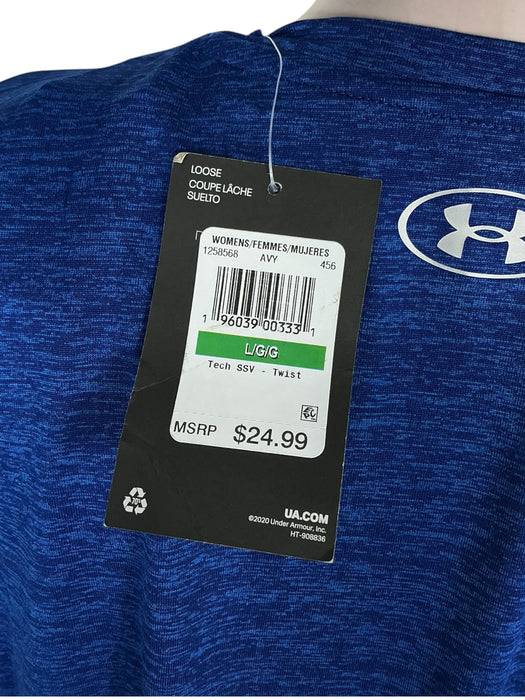 LOOSE
COUPE LÂCHE
SUELTO
WOMENS/FEMMES/MUJERES
1258568 AVY 456
1 96039 00333 1
L/G/G
Tech SSV - Twist
MSRP $24.99
70%
UA.COM
©2020 Under Armour, Inc.
HT-908836